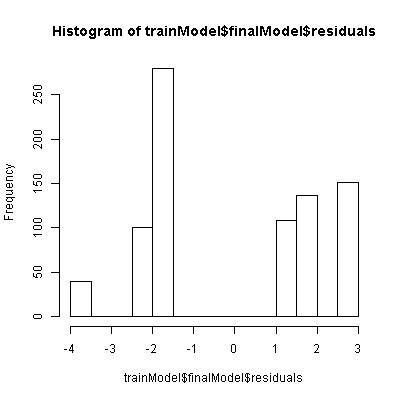 Histogram of trainModel$finalModel$residuals
Frequency
250
200
150
100
50
0
-4 -3 -2 -1 0 1 2 3
trainModel$finalModel$residuals